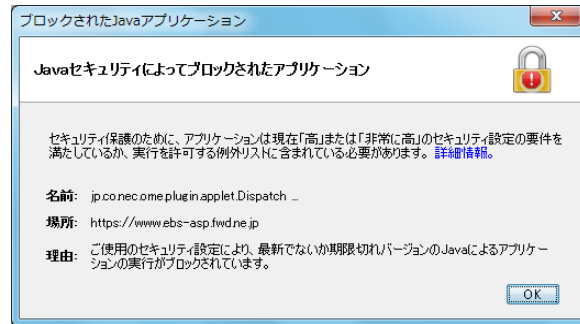 ブロックされたJavaアプリケーション
Javaセキュリティによってブロックされたアプリケーション
セキュリティ保護のために、アプリケーションは現在「高」または「非常に高」のセキュリティ設定の要件を
満たしているか、実行を許可する例外リストに含まれている必要があります。詳細情報。
名前: jp.co.nec.ome.plugin.applet.Dispatch ...
場所: https://www.ebs-asp.fwd.ne.jp
理由: ご使用のセキュリティ設定により、最新でないか期限切れバージョンのJavaによるアプリケー
ションの実行がブロックされています。
OK